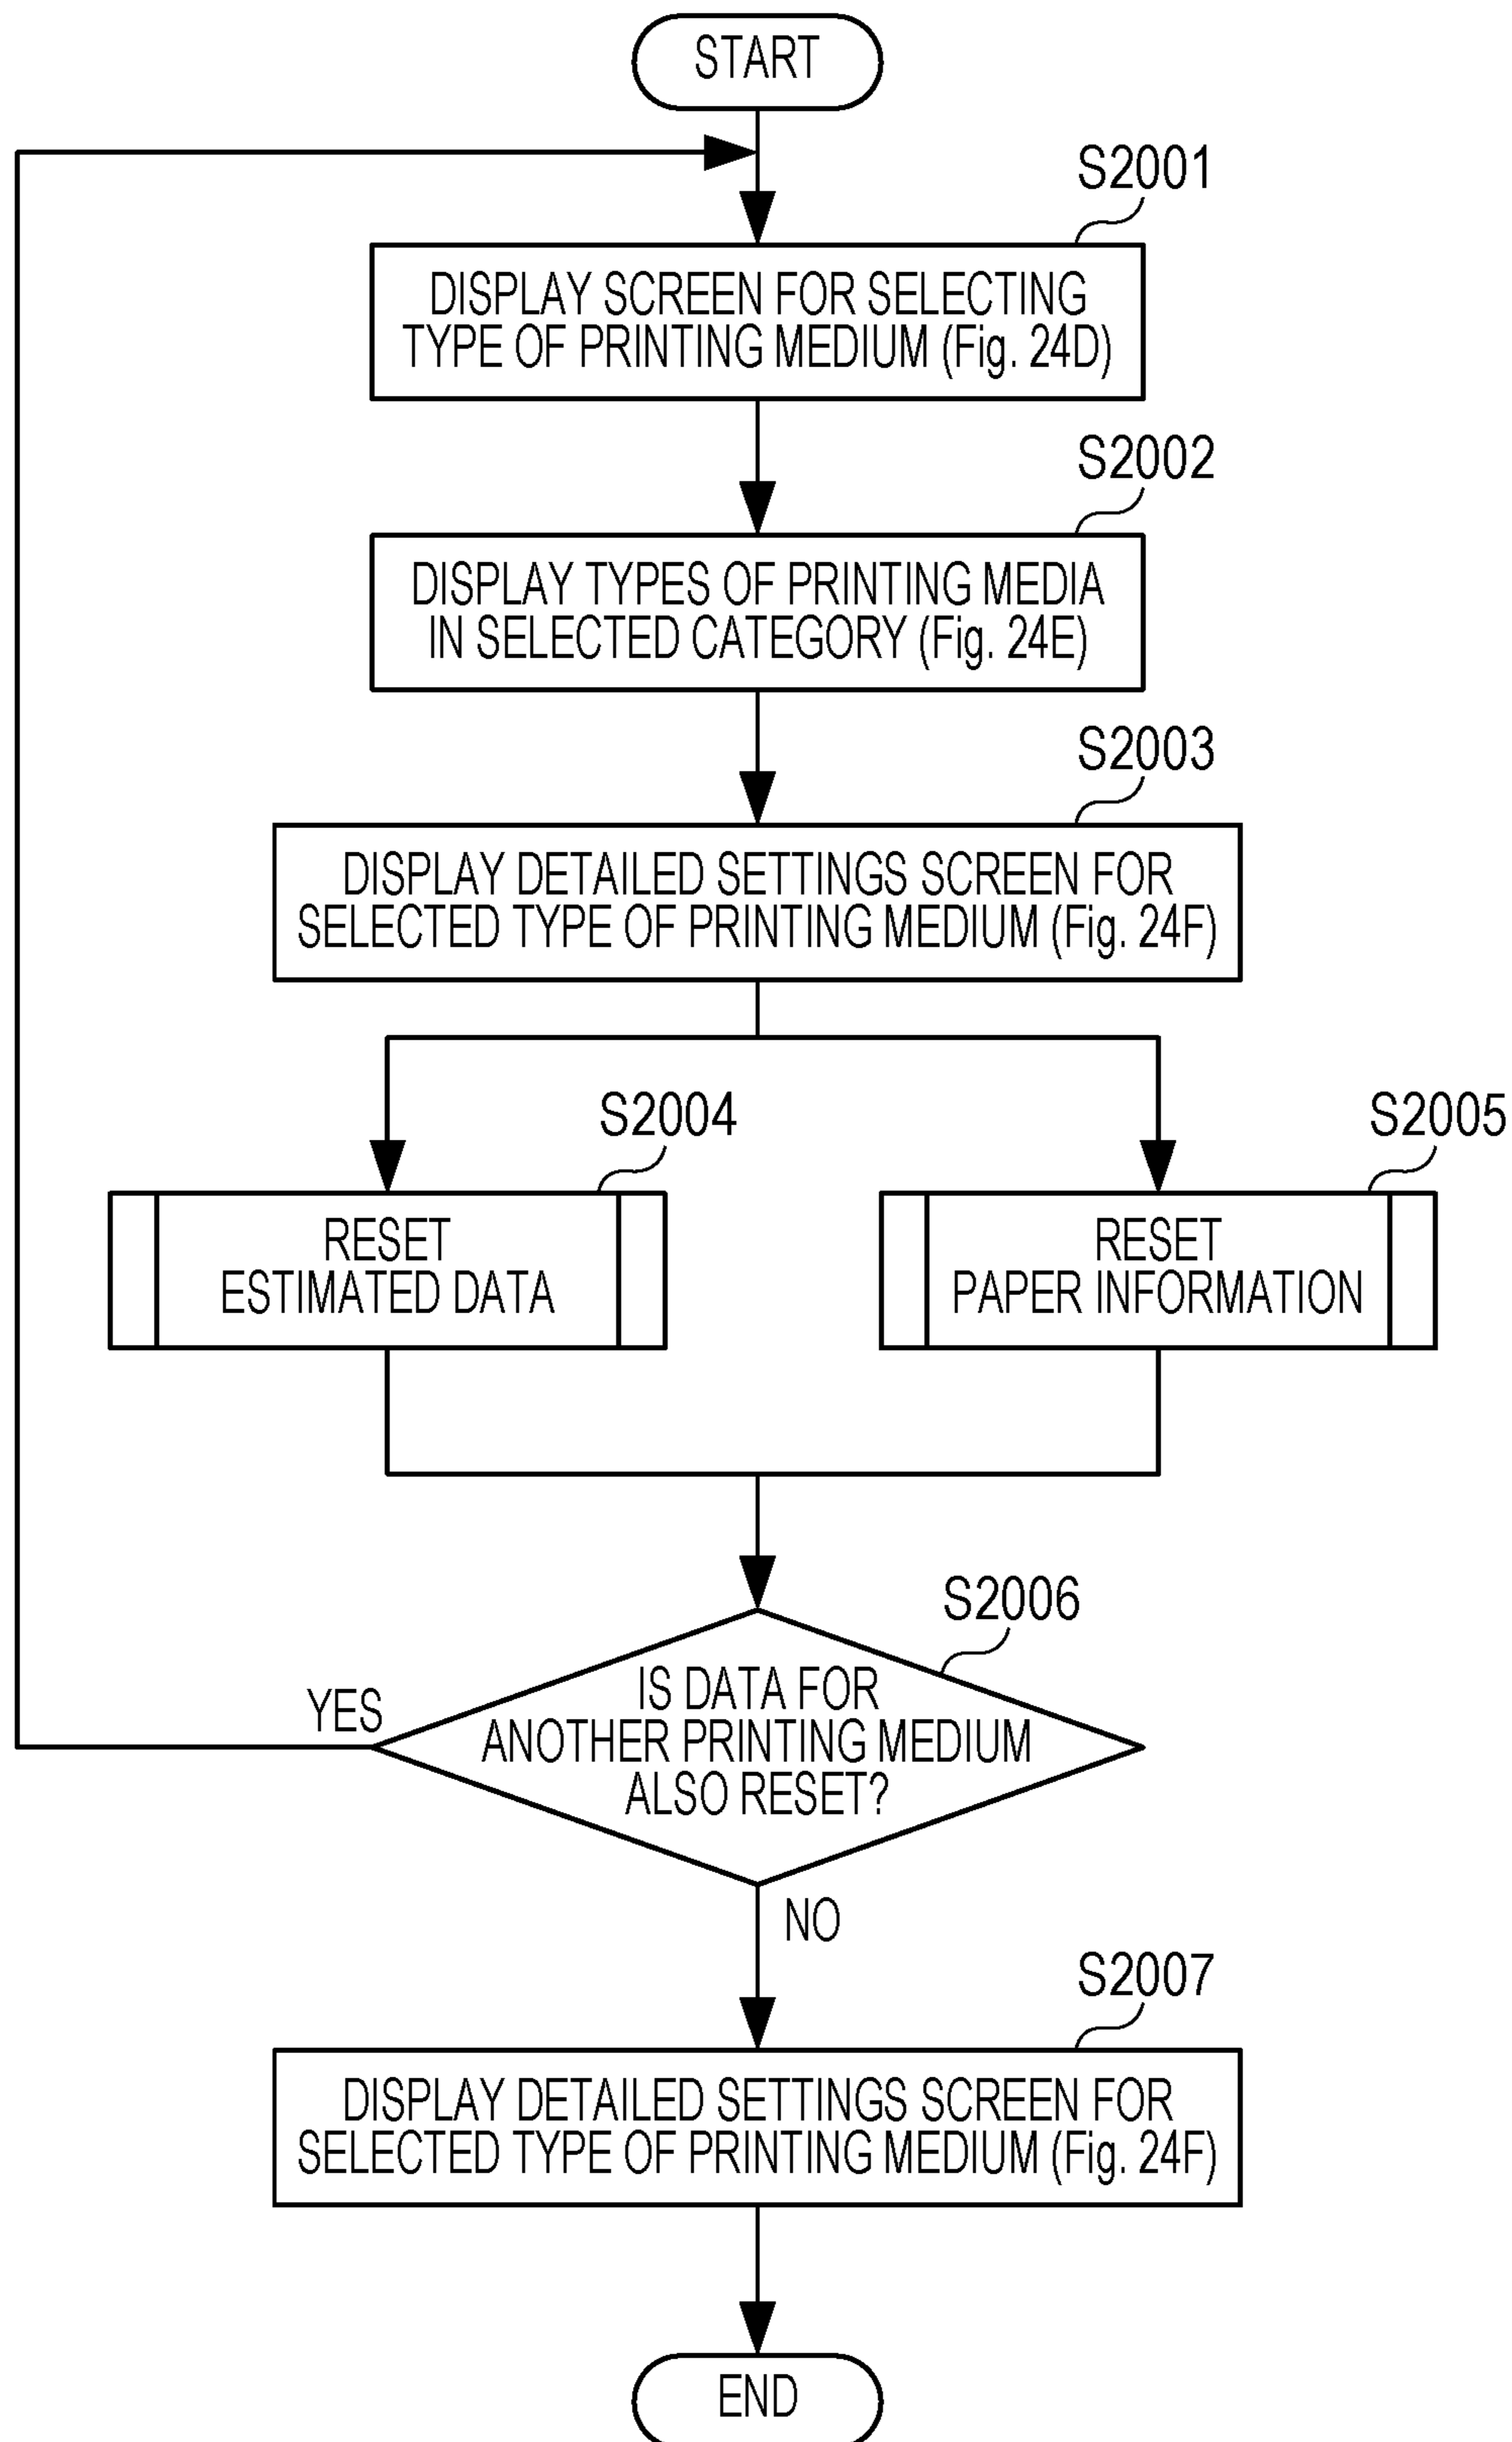 START
S2001
DISPLAY SCREEN FOR SELECTING
TYPE OF PRINTING MEDIUM (Fig. 24D)
S2002
DISPLAY TYPES OF PRINTING MEDIA
IN SELECTED CATEGORY (Fig. 24E)
S2003
DISPLAY DETAILED SETTINGS SCREEN FOR
SELECTED TYPE OF PRINTING MEDIUM (Fig. 24F)
S2004
RESET
ESTIMATED DATA
S2005
RESET
PAPER INFORMATION
S2006
IS DATA FOR
ANOTHER PRINTING MEDIUM
ALSO RESET?
YES
NO
S2007
DISPLAY DETAILED SETTINGS SCREEN FOR
SELECTED TYPE OF PRINTING MEDIUM (Fig. 24F)
END